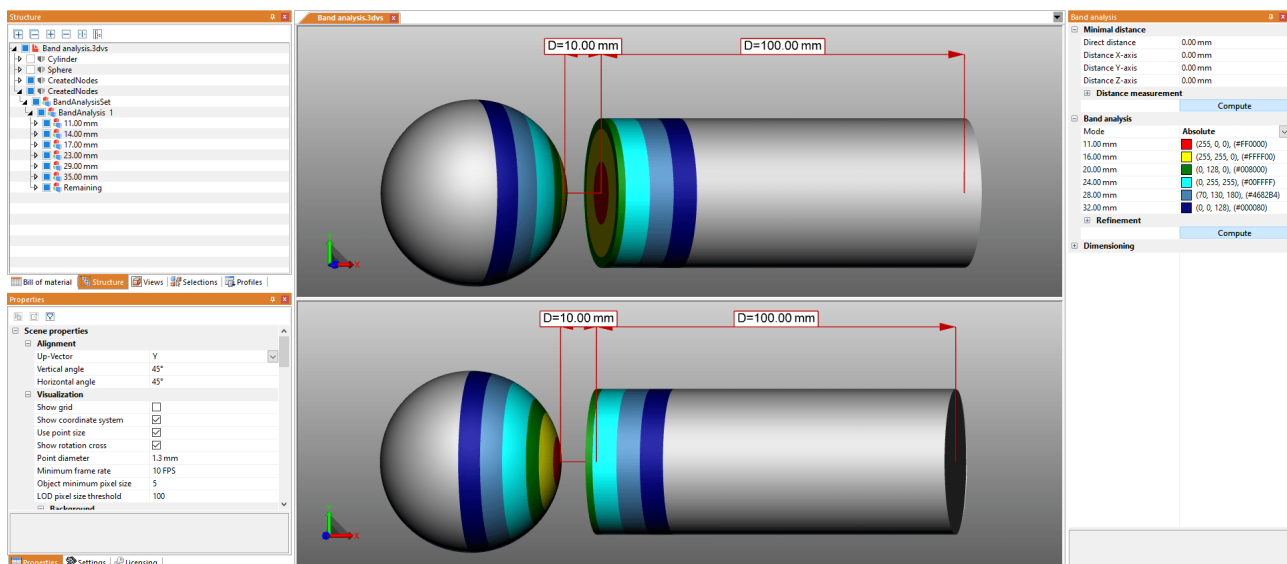 Structure
Band analysis.3dvs
Cylinder
Sphere
CreatedNodes
CreatedNodes
BandAnalysisSet
BandAnalysis 1
11.00 mm
14.00 mm
17.00 mm
23.00 mm
29.00 mm
35.00 mm
Remaining
Bill of material Structure Views Selections Profiles
Properties
Scene properties
Alignment
Up-Vector Y
Vertical angle 45°
Horizontal angle 45°
Visualization
Show grid
Show coordinate system
Use point size
Show rotation cross
Point diameter 1.3 mm
Minimum frame rate 10 FPS
Object minimum pixel size 5
LOD pixel size threshold 100
Background
Properties Settings Licensing
Band analysis.3dvs
D=10.00 mm D=100.00 mm
Y
X
D=10.00 mm D=100.00 mm
Y
X
Band analysis
Minimal distance
Direct distance 0.00 mm
Distance X-axis 0.00 mm
Distance Y-axis 0.00 mm
Distance Z-axis 0.00 mm
Distance measurement
Compute
Band analysis
Mode Absolute
11.00 mm (255, 0, 0), (#FF0000)
16.00 mm (255, 255, 0), (#FFFF00)
20.00 mm (0, 128, 0), (#008000)
24.00 mm (0, 255, 255), (#00FFFF)
28.00 mm (70, 130, 180), (#4682B4)
32.00 mm (0, 0, 128), (#000080)
Refinement
Compute
Dimensioning